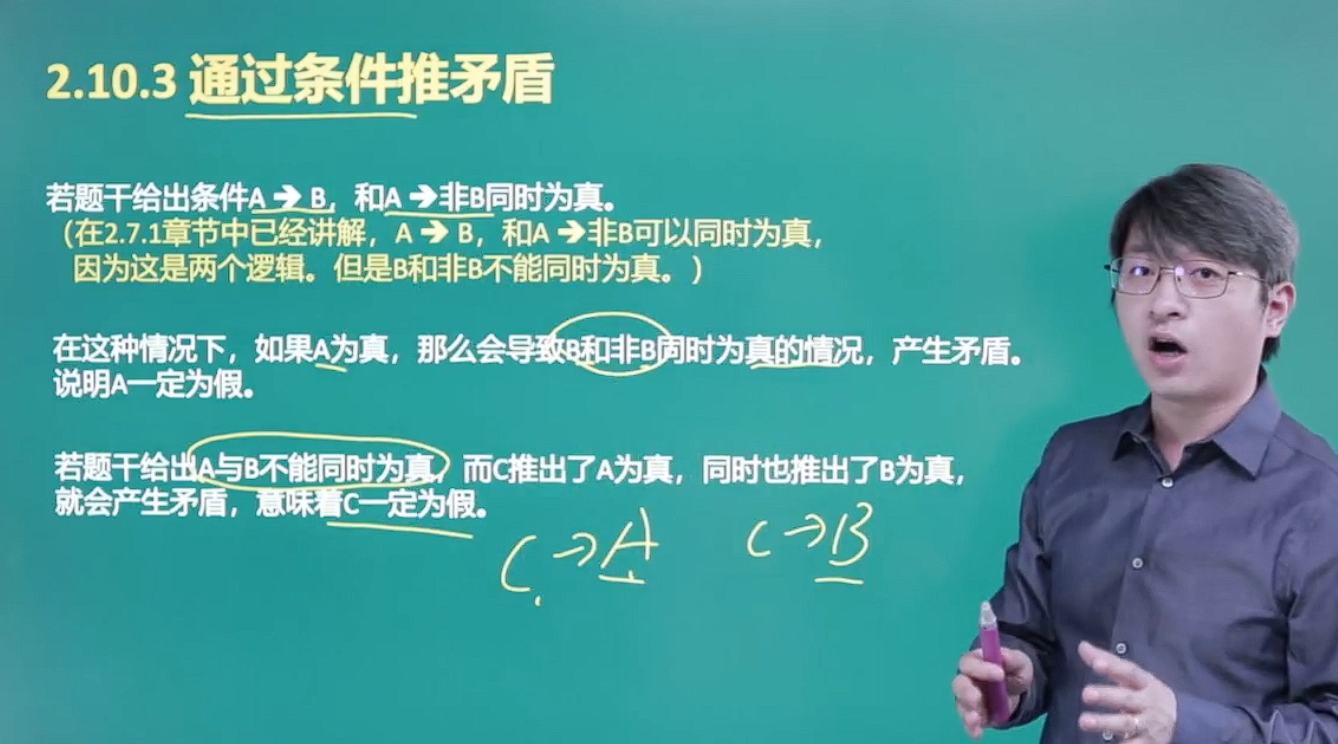 2.10.3 通过条件推矛盾
若题干给出条件A → B，和A →非B同时为真。
（在2.7.1章节中已经讲解，A → B，和A →非B可以同时为真，
因为这是两个逻辑。但是B和非B不能同时为真。）
在这种情况下，如果A为真，那么会导致B和非B同时为真的情况，产生矛盾。
说明A一定为假。
若题干给出A与B不能同时为真，而C推出了A为真，同时也推出了B为真，
就会产生矛盾，意味着C一定为假。
C→A C→B